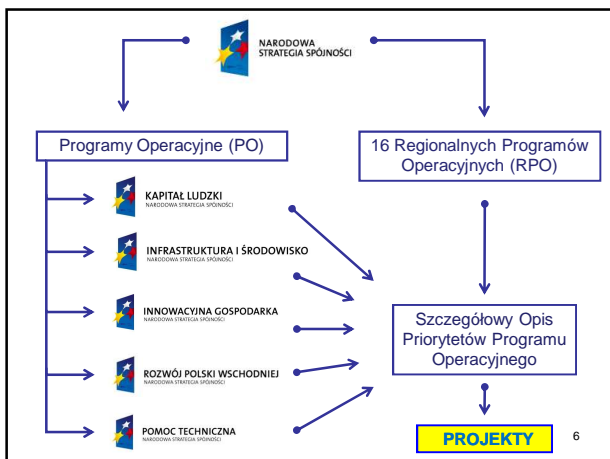 NARODOWA
STRATEGIA SPÓJNOŚCI
Programy Operacyjne (PO)
16 Regionalnych Programów
Operacyjnych (RPO)
KAPITAŁ LUDZKI
NARODOWA STRATEGIA SPÓJNOŚCI
INFRASTRUKTURA I ŚRODOWISKO
NARODOWA STRATEGIA SPÓJNOŚCI
INNOWACYJNA GOSPODARKA
NARODOWA STRATEGIA SPÓJNOŚCI
ROZWÓJ POLSKI WSCHODNIEJ
NARODOWA STRATEGIA SPÓJNOŚCI
POMOC TECHNICZNA
NARODOWA STRATEGIA SPÓJNOŚCI
Szczegółowy Opis
Priorytetów Programu
Operacyjnego
PROJEKTY
6